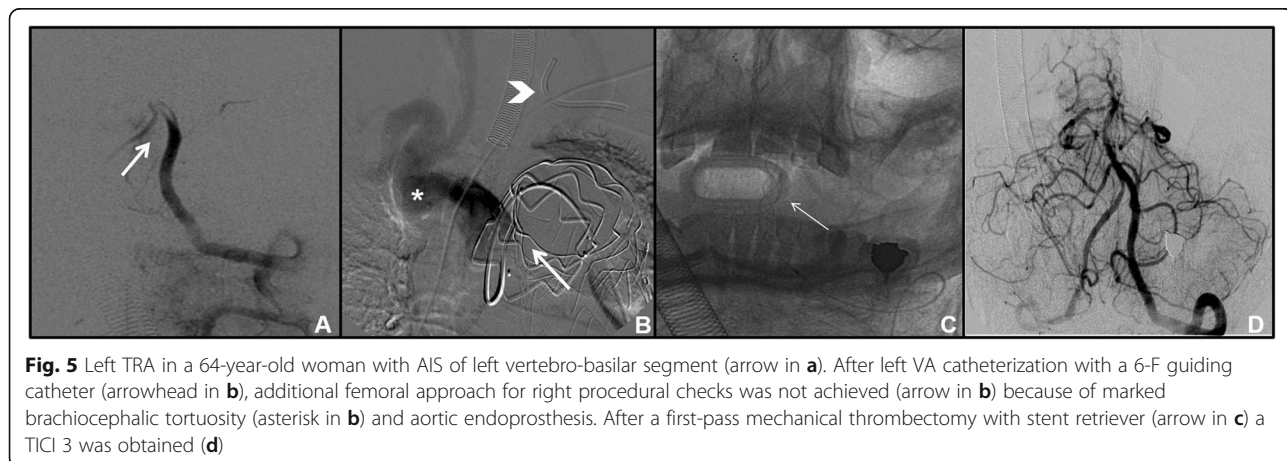 A
B
C
D
Fig. 5 Left TRA in a 64-year-old woman with AIS of left vertebro-basilar segment (arrow in a). After left VA catheterization with a 6-F guiding
catheter (arrowhead in b), additional femoral approach for right procedural checks was not achieved (arrow in b) because of marked
brachiocephalic tortuosity (asterisk in b) and aortic endoprosthesis. After a first-pass mechanical thrombectomy with stent retriever (arrow in c) a
TICI 3 was obtained (d)